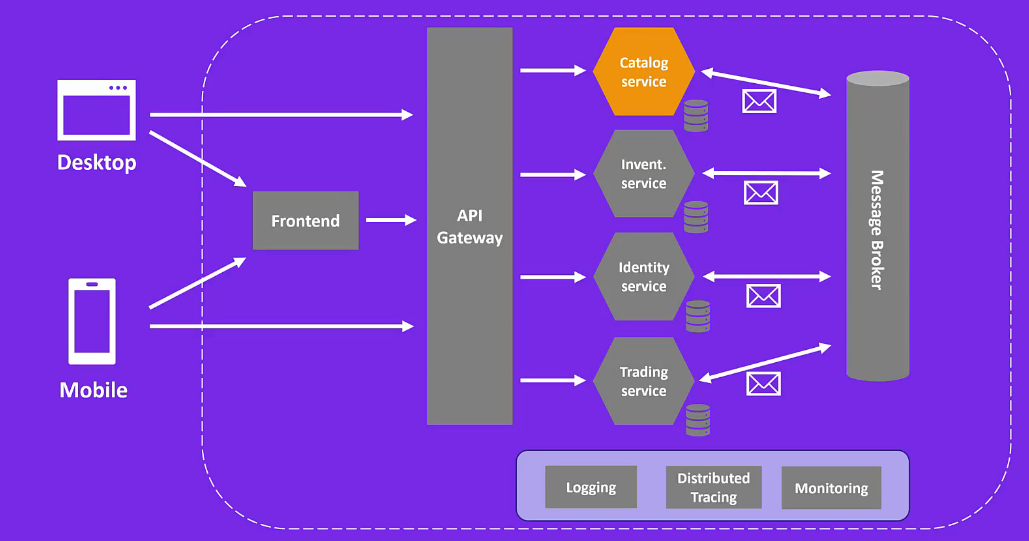 Desktop
Mobile
Frontend
API
Gateway
Catalog
service
Invent.
service
Identity
service
Trading
service
Message Broker
Logging
Distributed
Tracing
Monitoring